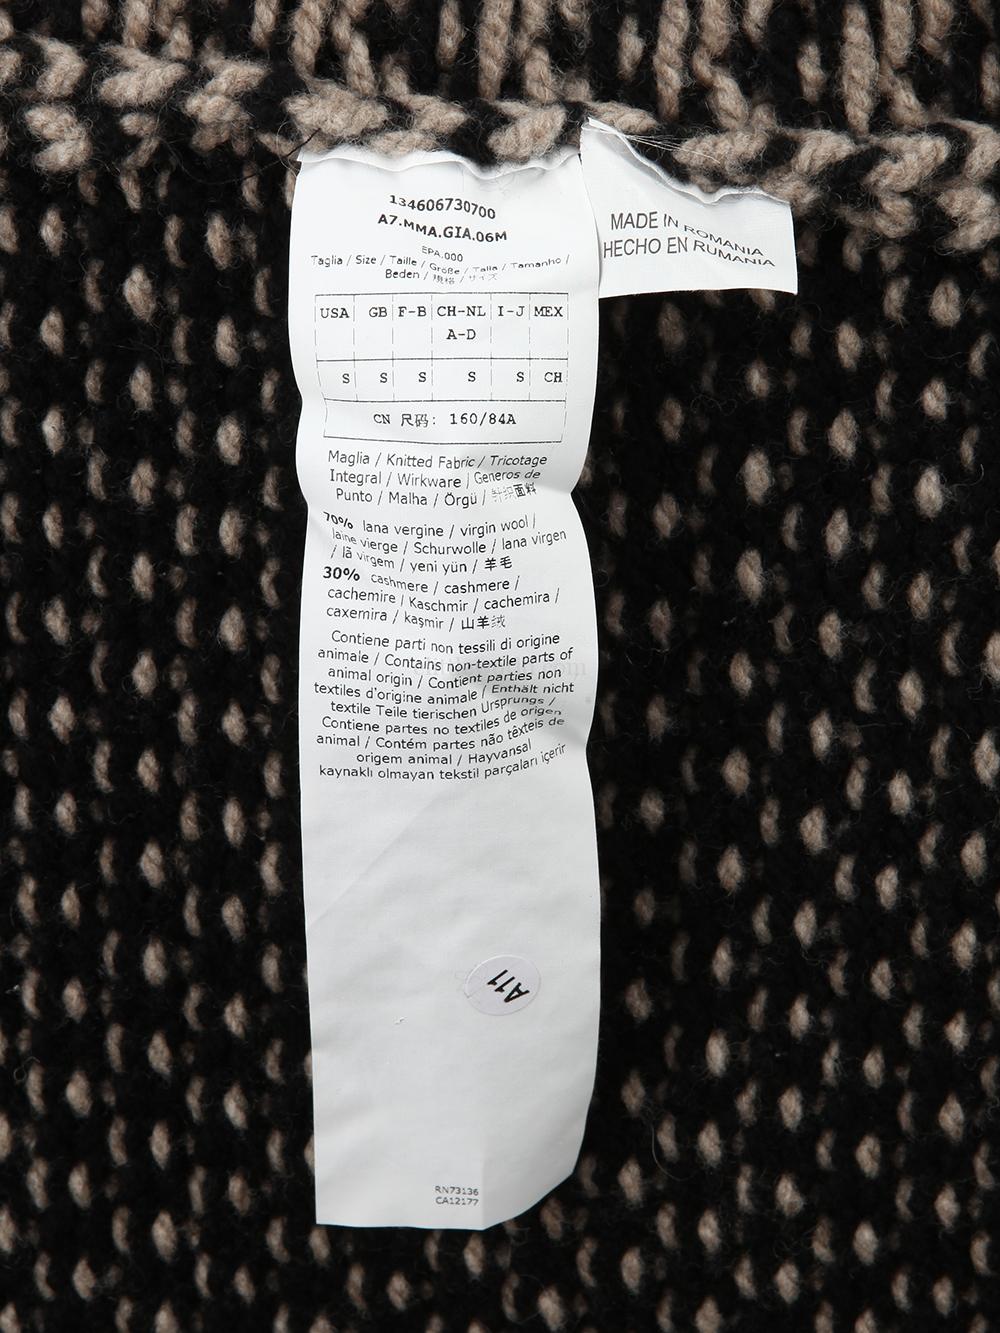 134606730700
A7.MMA.GIA.06M
EPA.000
Taglia / Size / Taille / Größe / Talla / Tamanho /
Beden / 規格 / サイズ
USA GB F-B CH-NL I-J MEX
A-D
S S S S S CH
CN 尺码: 160/84A
Maglia / Knitted Fabric / Tricotage
Integral / Wirkware / Generos de
Punto / Malha / Örgü / 针织面料
70% lana vergine / virgin wool /
laine vierge / Schurwolle / lana virgen
/ lã virgem / yeni yün / 羊毛
30% cashmere / cashmere /
cachemire / Kaschmir / cachemira /
caxemira / kaşmir / 山羊绒
Contiene parti non tessili di origine
animale / Contains non-textile parts of
animal origin / Contient parties non
textiles d'origine animale / Enthält nicht
textile Teile tierischen Ursprungs /
Contiene partes no textiles de origen
animal / Contém partes não têxteis de
origem animal / Hayvansal
kaynaklı olmayan tekstil parçaları içerir
A11
RN73136
CA12177
MADE IN ROMANIA
HECHO EN RUMANIA